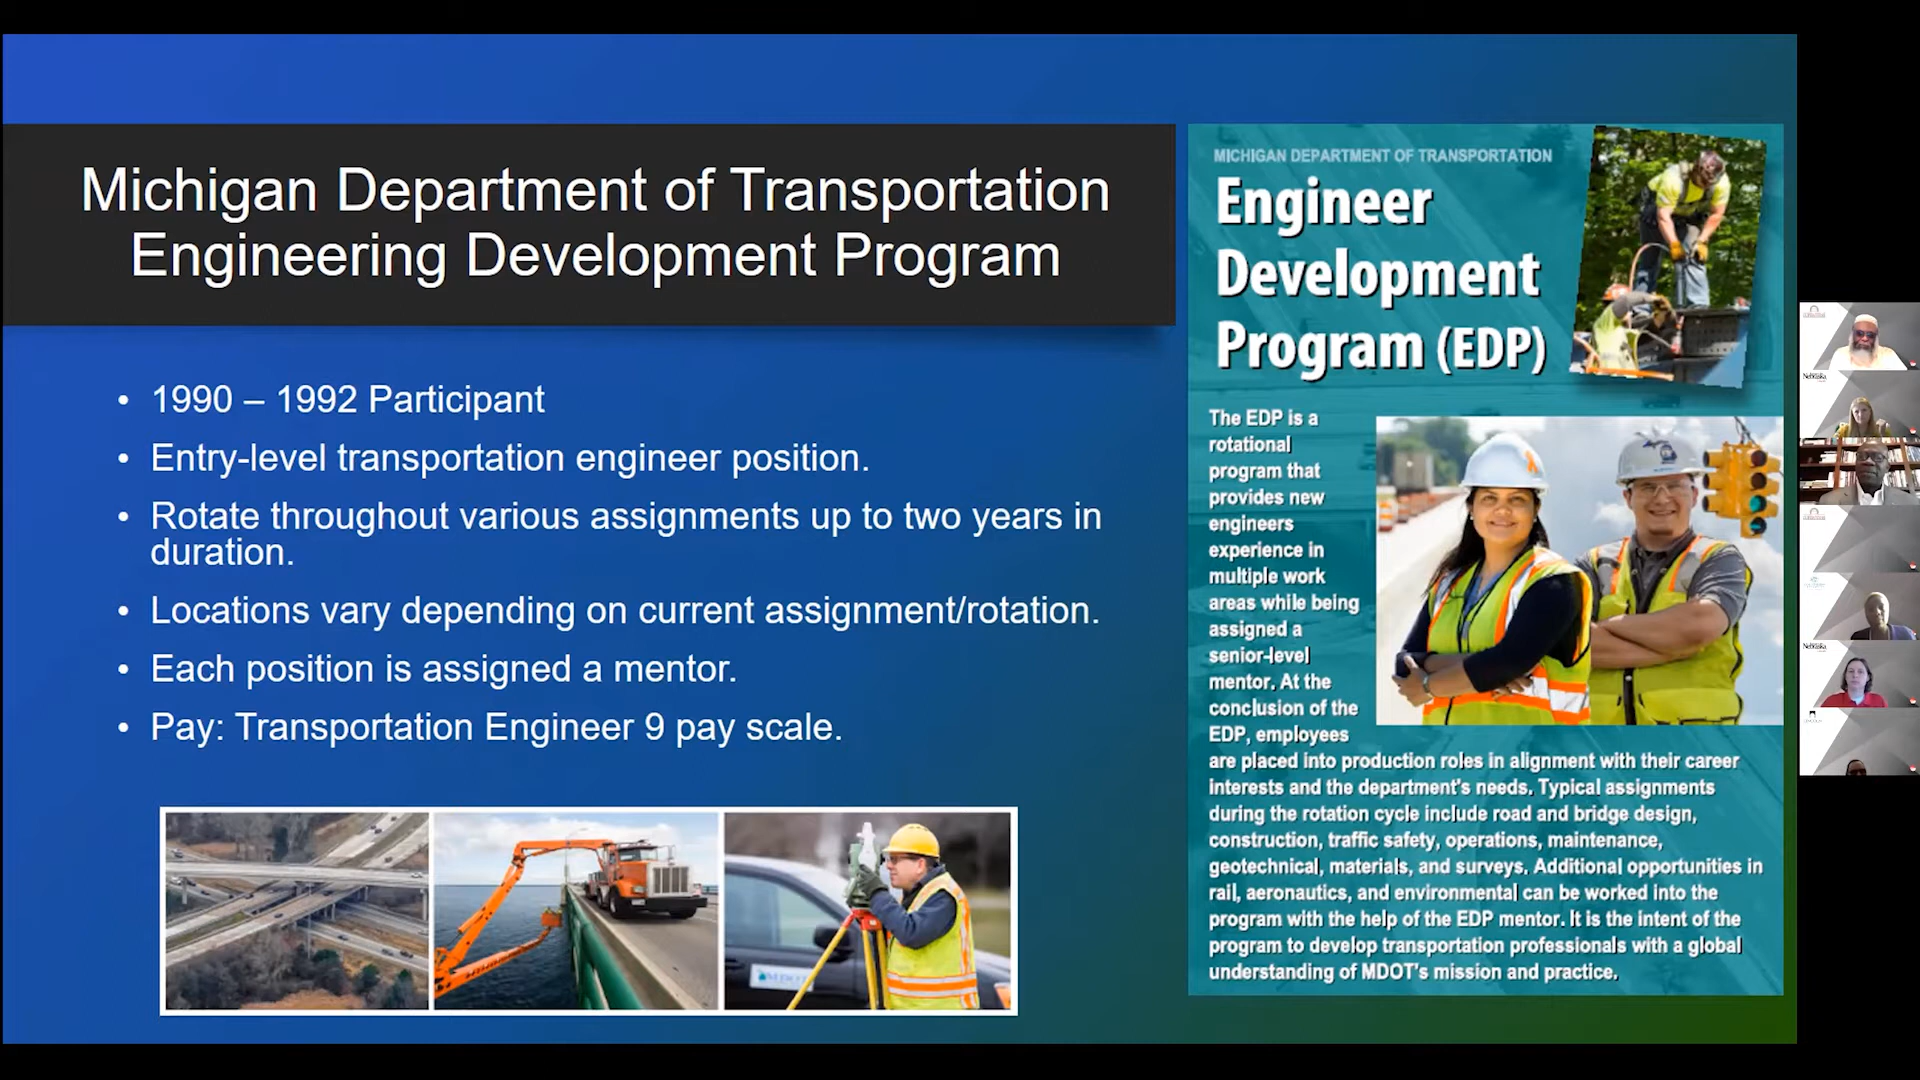 Michigan Department of Transportation
Engineering Development Program
• 1990 – 1992 Participant
• Entry-level transportation engineer position.
• Rotate throughout various assignments up to two years in
duration.
• Locations vary depending on current assignment/rotation.
• Each position is assigned a mentor.
• Pay: Transportation Engineer 9 pay scale.
MICHIGAN DEPARTMENT OF TRANSPORTATION
Engineer
Development
Program (EDP)
The EDP is a
rotational
program that
provides new
engineers
experience in
multiple work
areas while being
assigned a
senior-level
mentor. At the
conclusion of the
EDP, employees
are placed into production roles in alignment with their career
interests and the department's needs. Typical assignments
during the rotation cycle include road and bridge design,
construction, traffic safety, operations, maintenance,
geotechnical, materials, and surveys. Additional opportunities in
rail, aeronautics, and environmental can be worked into the
program with the help of the EDP mentor. It is the intent of the
program to develop transportation professionals with a global
understanding of MDOT's mission and practice.
MDOT
Nebraska
Nebraska